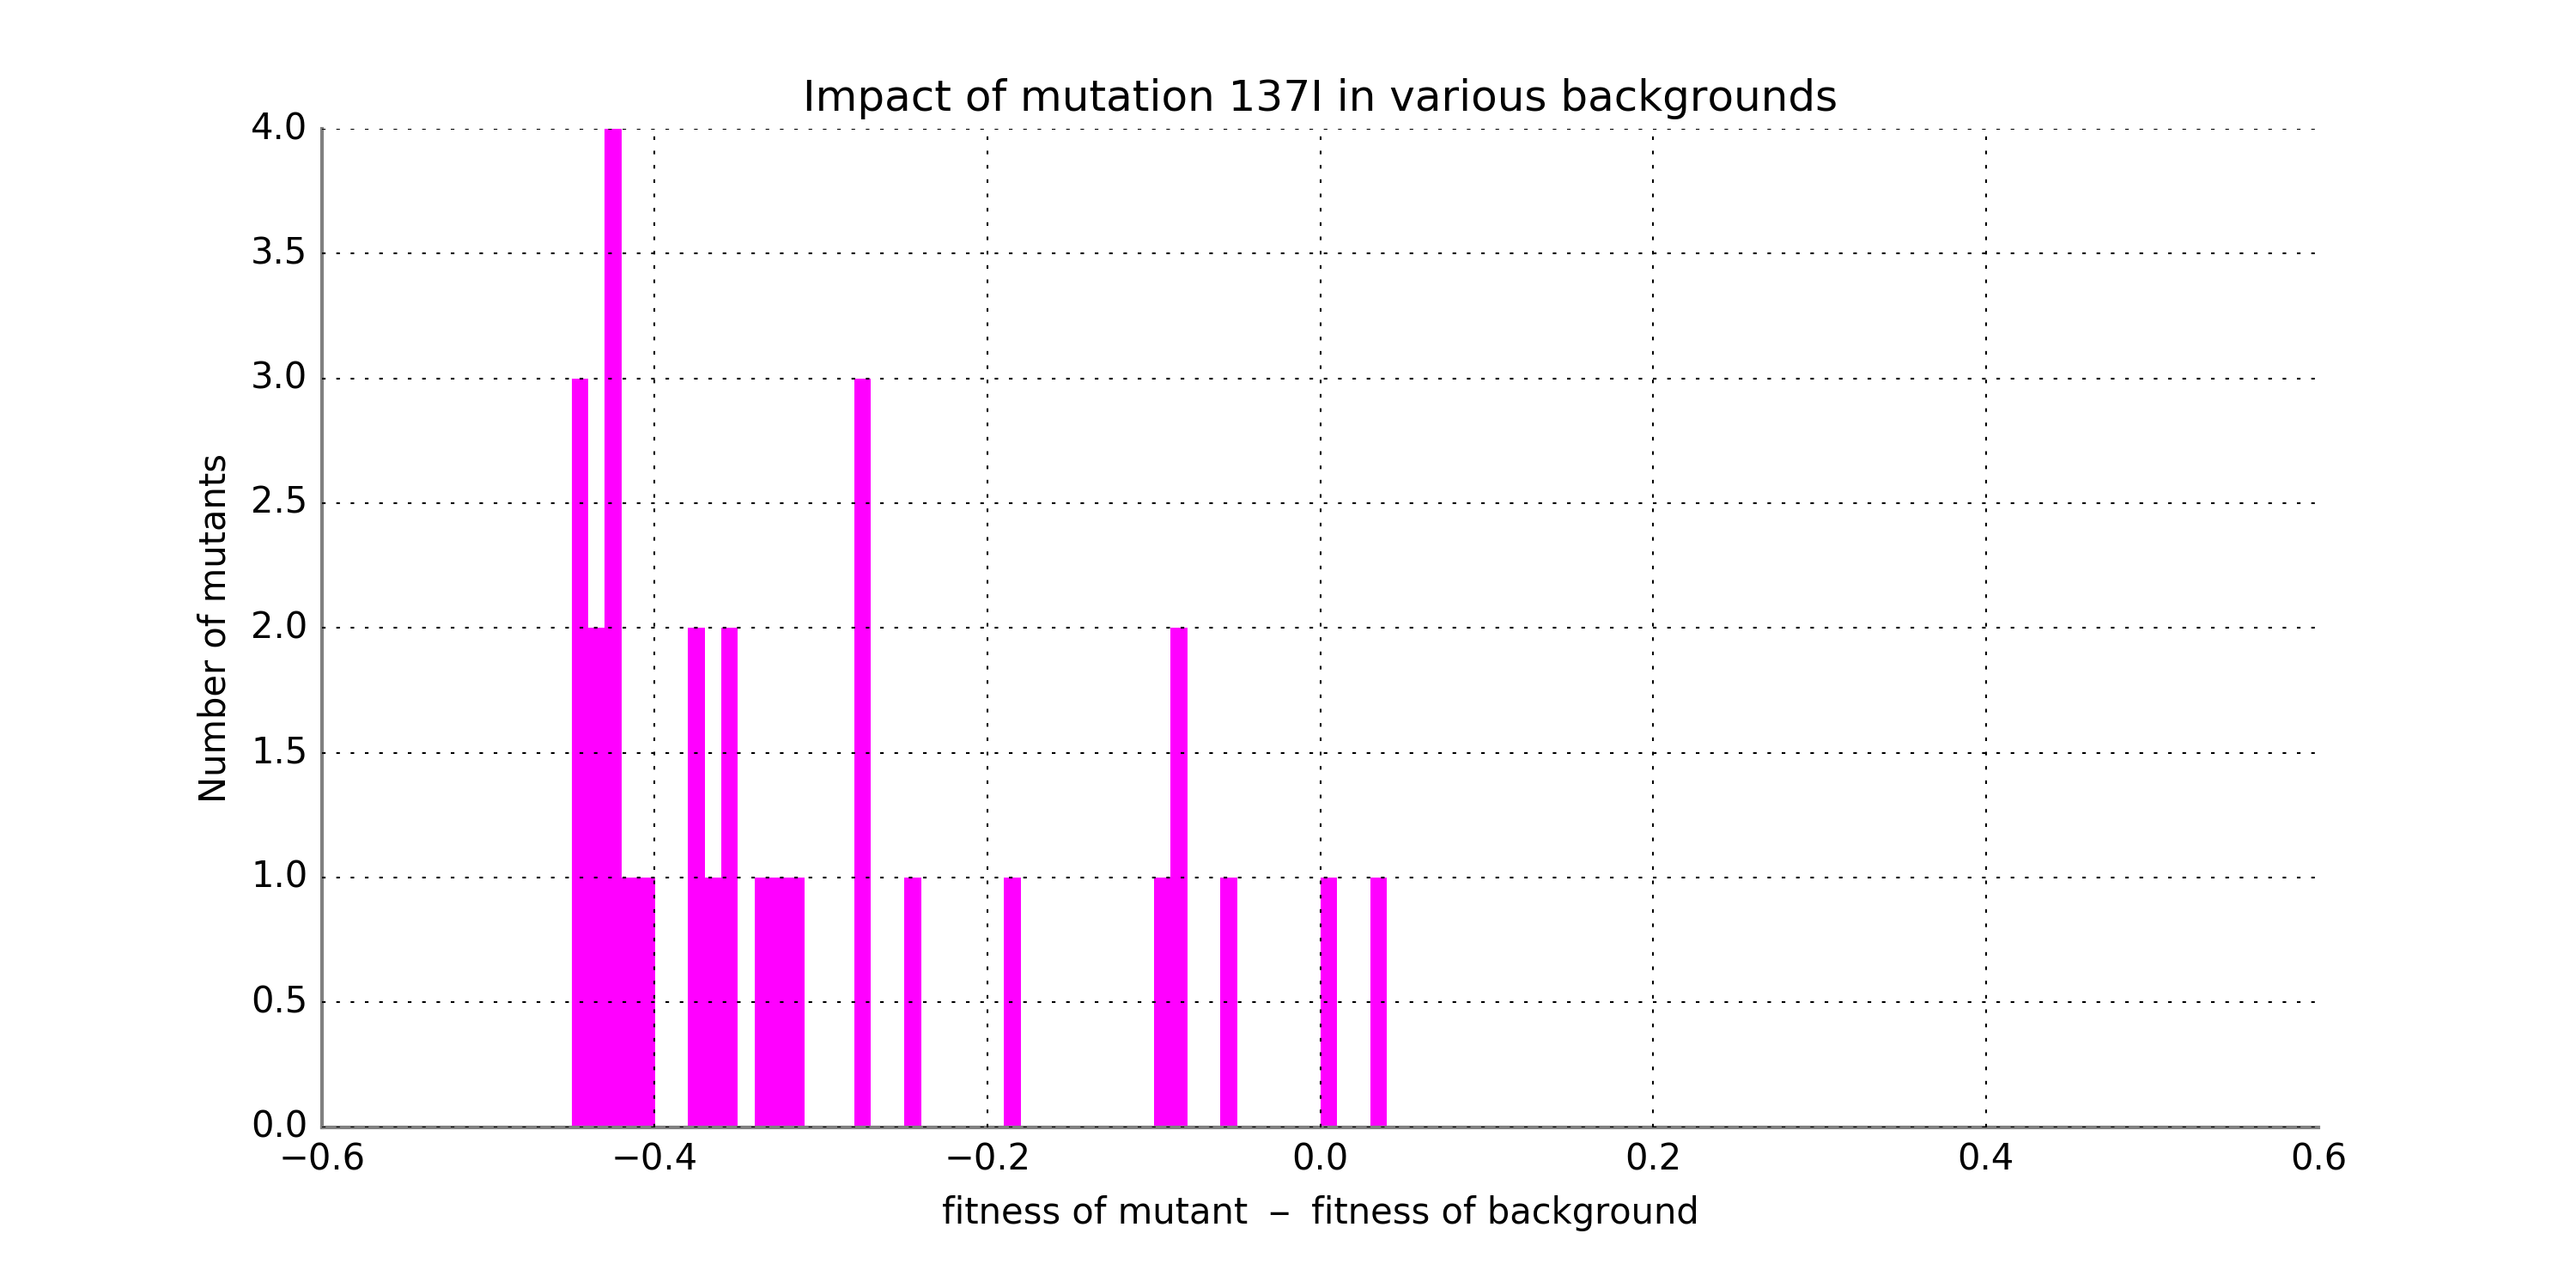 Impact of mutation 137I in various backgrounds
4.0
3.5
3.0
2.5
2.0
1.5
1.0
0.5
0.0
Number of mutants
−0.6 −0.4 −0.2 0.0 0.2 0.4 0.6
fitness of mutant − fitness of background